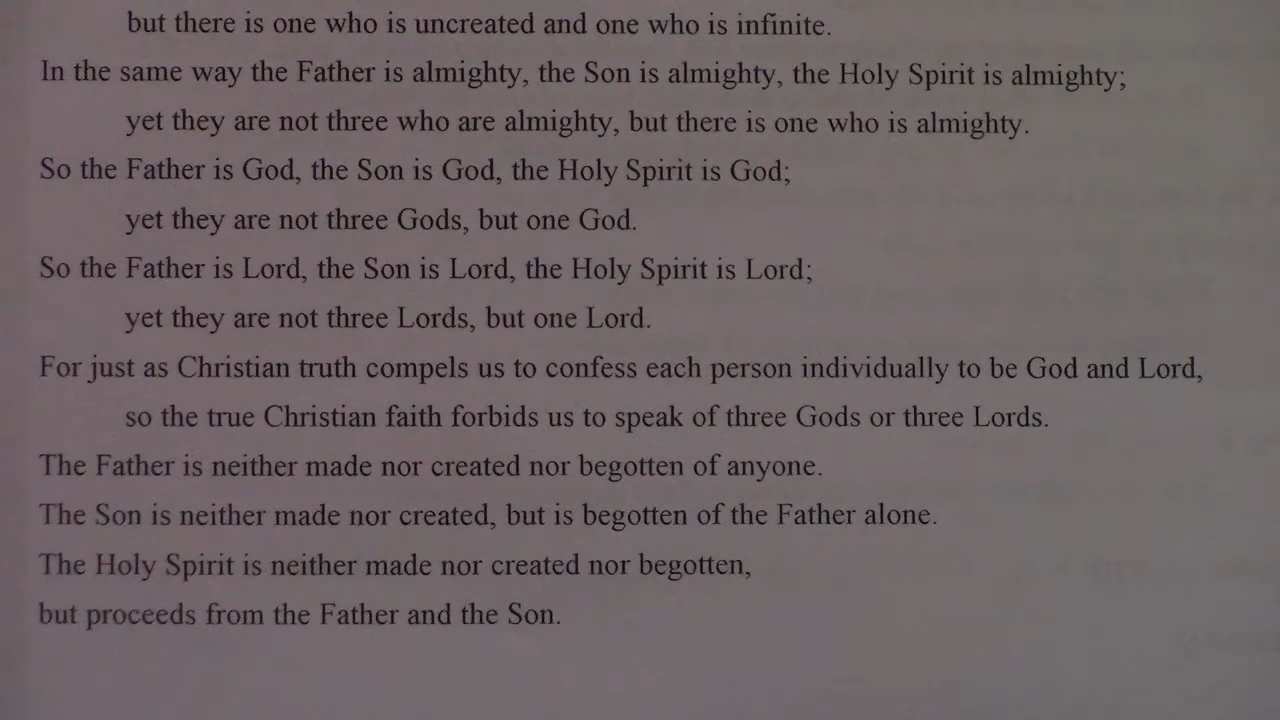 but there is one who is uncreated and one who is infinite.
In the same way the Father is almighty, the Son is almighty, the Holy Spirit is almighty;
yet they are not three who are almighty, but there is one who is almighty.
So the Father is God, the Son is God, the Holy Spirit is God;
yet they are not three Gods, but one God.
So the Father is Lord, the Son is Lord, the Holy Spirit is Lord;
yet they are not three Lords, but one Lord.
For just as Christian truth compels us to confess each person individually to be God and Lord,
so the true Christian faith forbids us to speak of three Gods or three Lords.
The Father is neither made nor created nor begotten of anyone.
The Son is neither made nor created, but is begotten of the Father alone.
The Holy Spirit is neither made nor created nor begotten,
but proceeds from the Father and the Son.